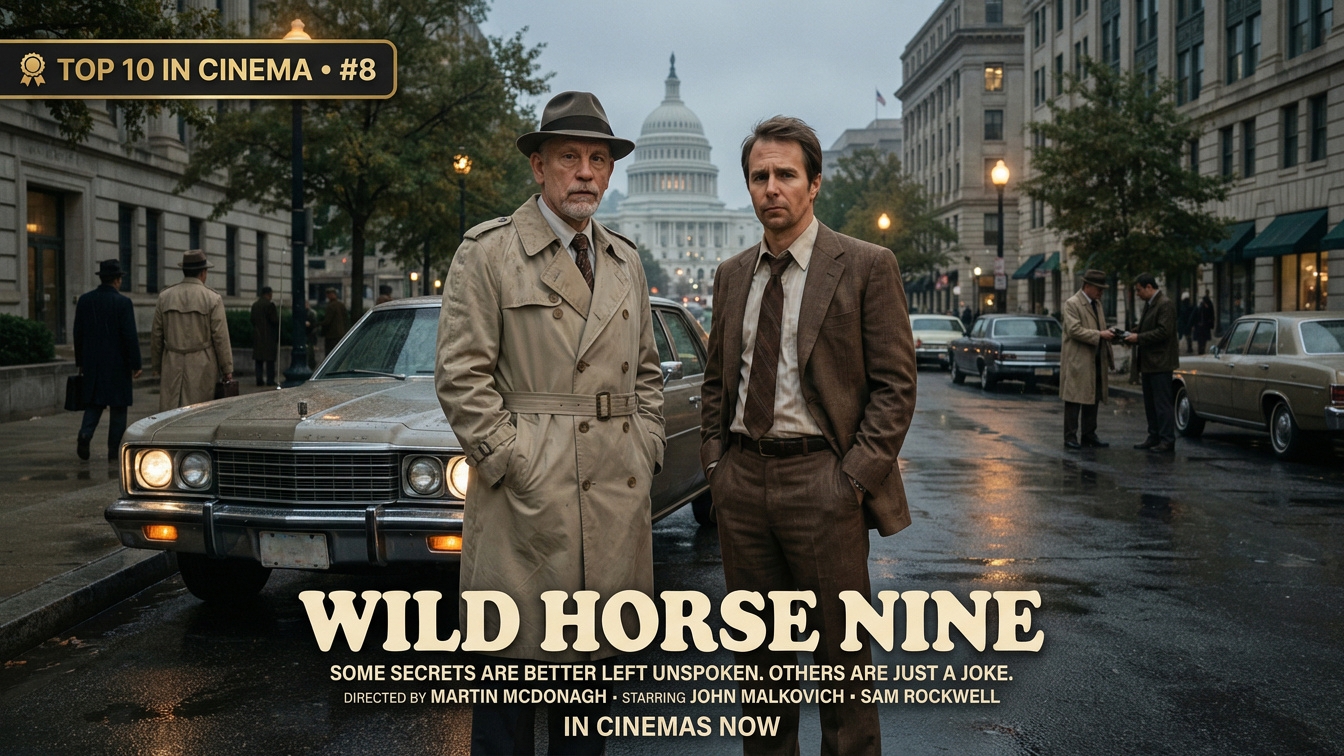 TOP 10 IN CINEMA • #8
WILD HORSE NINE
SOME SECRETS ARE BETTER LEFT UNSPOKEN. OTHERS ARE JUST A JOKE.
DIRECTED BY MARTIN MCDONAGH • STARRING JOHN MALKOVICH • SAM ROCKWELL
IN CINEMAS NOW